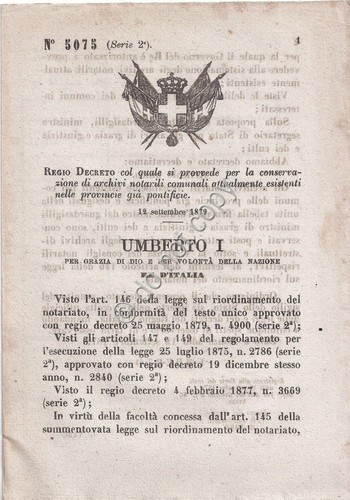 N° 5075 (Serie 2ª).
1
REGIO DECRETO col quale si provvede per la conserva-
zione di archivi notarili comunali attualmente esistenti
nelle provincie già pontificie.
12 settembre 1879
UMBERTO I
PER GRAZIA DI DIO E PER VOLONTÀ DELLA NAZIONE
RE D'ITALIA
Visto l'art. 146 della legge sul riordinamento del
notariato, in conformità del testo unico approvato
con regio decreto 25 maggio 1879, n. 4900 (serie 2ª);
Visti gli articoli 147 e 149 del regolamento per
l'esecuzione della legge 25 luglio 1875, n. 2786 (serie
2ª), approvato con regio decreto 19 dicembre stesso
anno, n. 2840 (serie 2ª);
Visto il regio decreto 4 febbraio 1877, n. 3669
(serie 2ª);
In virtù della facoltà concessa dall'art. 145 della
summentovata legge sul riordinamento del notariato,